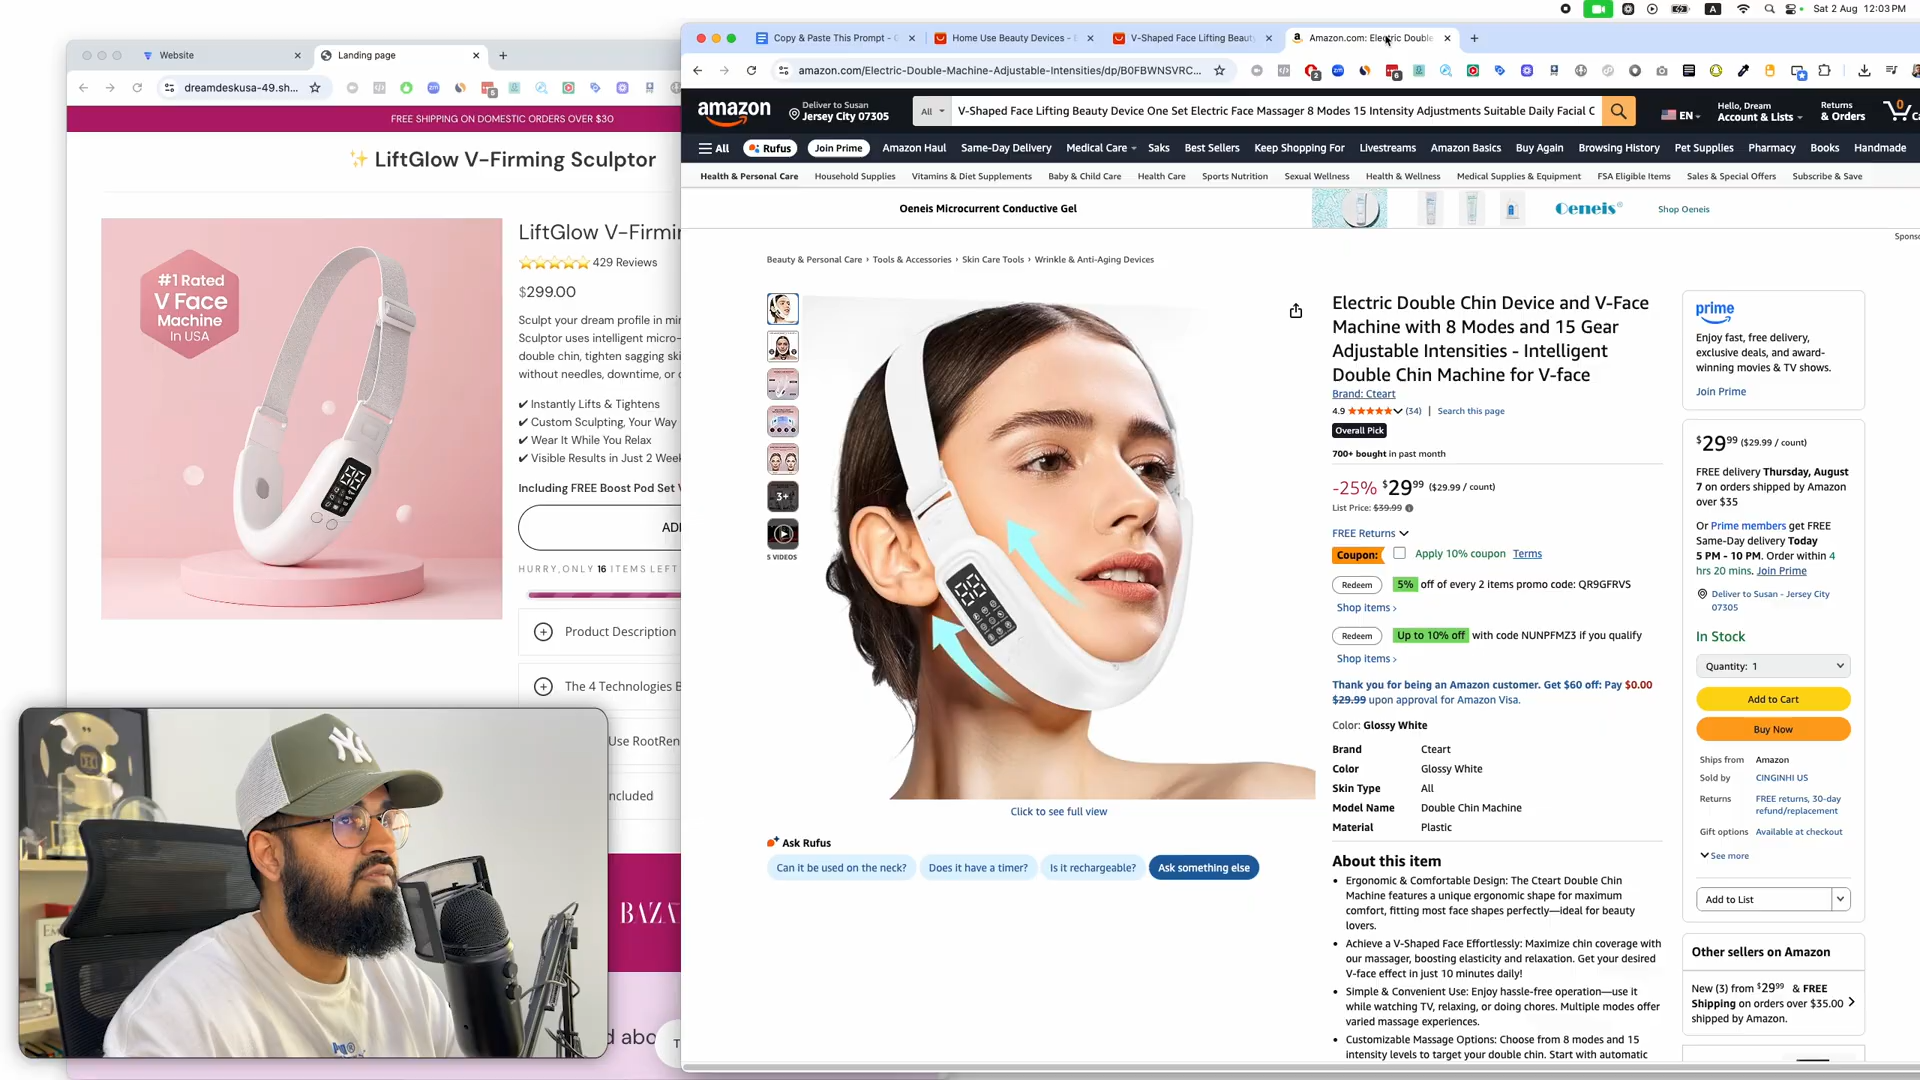 Sat 2 Aug 12:03 PM
Website
Landing page
dreamdeskusa-49.sh...
FREE SHIPPING ON DOMESTIC ORDERS OVER $30
✨ LiftGlow V-Firming Sculptor
#1 Rated
V Face
Machine
In USA
LiftGlow V-Firmi
429 Reviews
$299.00
Sculpt your dream profile in mi
Sculptor uses intelligent micro-
double chin, tighten sagging ski
without needles, downtime, or c
✔ Instantly Lifts & Tightens
✔ Custom Sculpting, Your Way
✔ Wear It While You Relax
✔ Visible Results in Just 2 Week
Including FREE Boost Pod Set
HURRY, ONLY 16 ITEMS LEFT
Product Description
The 4 Technologies B
Use RootRen
ncluded
BAZA
Copy & Paste This Prompt -
Home Use Beauty Devices -
V-Shaped Face Lifting Beaut
Amazon.com: Electric Double
amazon.com/Electric-Double-Machine-Adjustable-Intensities/dp/B0FBWNSVRC...
amazon
Deliver to Susan
Jersey City 07305
All
V-Shaped Face Lifting Beauty Device One Set Electric Face Massager 8 Modes 15 Intensity Adjustments Suitable Daily Facial C
EN
Hello, Dream
Account & Lists
Returns
& Orders
0
All
Rufus
Join Prime
Amazon Haul
Same-Day Delivery
Medical Care
Saks
Best Sellers
Keep Shopping For
Livestreams
Amazon Basics
Buy Again
Browsing History
Pet Supplies
Pharmacy
Books
Handmade
Health & Personal Care
Household Supplies
Vitamins & Diet Supplements
Baby & Child Care
Health Care
Sports Nutrition
Sexual Wellness
Health & Wellness
Medical Supplies & Equipment
FSA Eligible Items
Sales & Special Offers
Subscribe & Save
Oeneis Microcurrent Conductive Gel
Oeneis®
Shop Oeneis
Spons
Beauty & Personal Care › Tools & Accessories › Skin Care Tools › Wrinkle & Anti-Aging Devices
3+
5 VIDEOS
Click to see full view
Ask Rufus
Can it be used on the neck?
Does it have a timer?
Is it rechargeable?
Ask something else
Electric Double Chin Device and V-Face
Machine with 8 Modes and 15 Gear
Adjustable Intensities - Intelligent
Double Chin Machine for V-face
Brand: Cteart
4.9 (34) | Search this page
Overall Pick
700+ bought in past month
-25% $29.99 ($29.99 / count)
List Price: $39.99
FREE Returns
Coupon: Apply 10% coupon Terms
Redeem 5% off of every 2 items promo code: QR9GFRVS
Shop items ›
Redeem Up to 10% off with code NUNPFMZ3 if you qualify
Shop items ›
Thank you for being an Amazon customer. Get $60 off: Pay $0.00
$29.99 upon approval for Amazon Visa.
Color: Glossy White
Brand Cteart
Color Glossy White
Skin Type All
Model Name Double Chin Machine
Material Plastic
About this item
• Ergonomic & Comfortable Design: The Cteart Double Chin
Machine features a unique ergonomic shape for maximum
comfort, fitting most face shapes perfectly—ideal for beauty
lovers.
• Achieve a V-Shaped Face Effortlessly: Maximize chin coverage with
our massager, boosting elasticity and relaxation. Get your desired
V-face effect in just 10 minutes daily!
• Simple & Convenient Use: Enjoy hassle-free operation—use it
while watching TV, relaxing, or doing chores. Multiple modes offer
varied massage experiences.
• Customizable Massage Options: Choose from 8 modes and 15
intensity levels to target your double chin. Start with automatic
prime
Enjoy fast, free delivery,
exclusive deals, and award-
winning movies & TV shows.
Join Prime
$29.99 ($29.99 / count)
FREE delivery Thursday, August
7 on orders shipped by Amazon
over $35
Or Prime members get FREE
Same-Day delivery Today
5 PM - 10 PM. Order within 4
hrs 20 mins. Join Prime
Deliver to Susan - Jersey City
07305
In Stock
Quantity: 1
Add to Cart
Buy Now
Ships from Amazon
Sold by CINGINHI US
Returns FREE returns, 30-day
refund/replacement
Gift options Available at checkout
See more
Add to List
Other sellers on Amazon
New (3) from $29.99 & FREE
Shipping on orders over $35.00
shipped by Amazon.